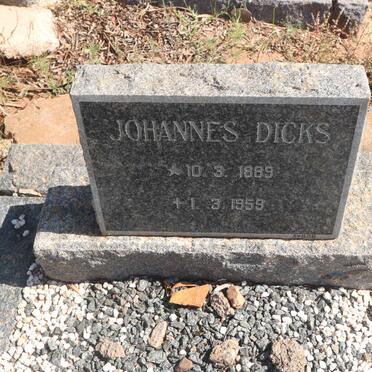 JOHANNES DICKS
★ 10. 3. 1889
+ 1. 3. 1959